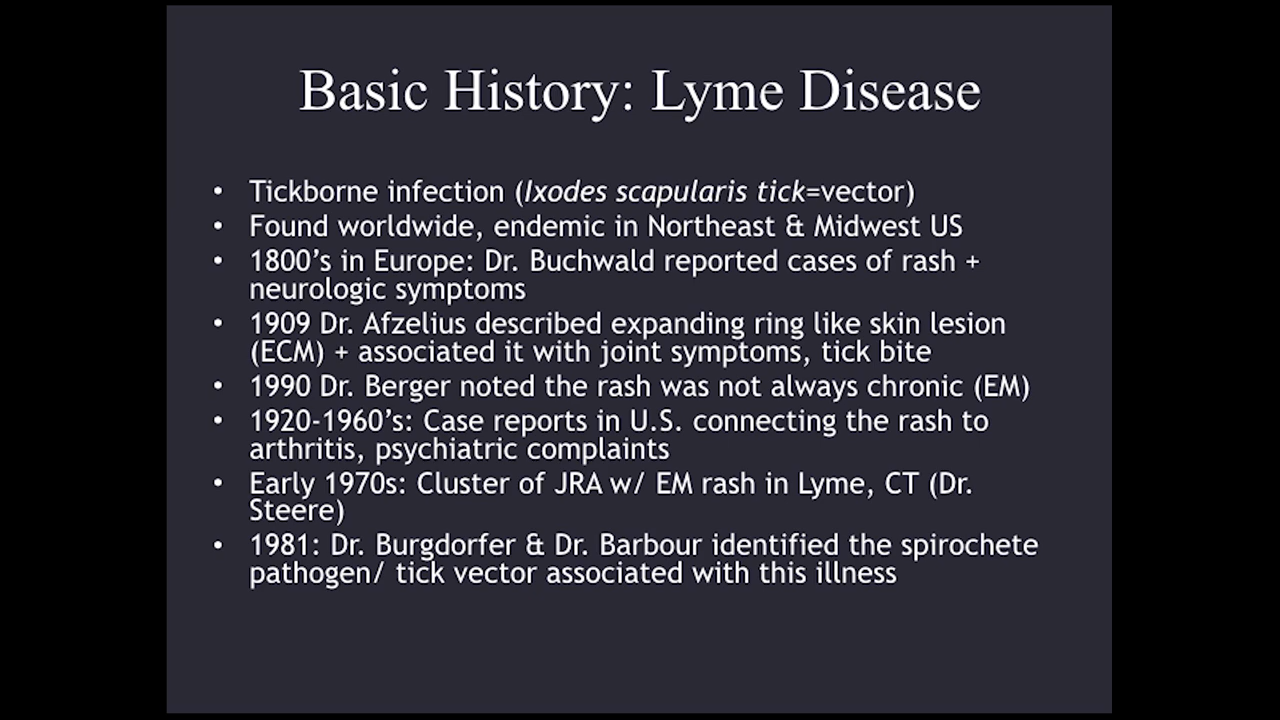 Basic History: Lyme Disease
• Tickborne infection (Ixodes scapularis tick=vector)
• Found worldwide, endemic in Northeast & Midwest US
• 1800’s in Europe: Dr. Buchwald reported cases of rash +
neurologic symptoms
• 1909 Dr. Afzelius described expanding ring like skin lesion
(ECM) + associated it with joint symptoms, tick bite
• 1990 Dr. Berger noted the rash was not always chronic (EM)
• 1920-1960’s: Case reports in U.S. connecting the rash to
arthritis, psychiatric complaints
• Early 1970s: Cluster of JRA w/ EM rash in Lyme, CT (Dr.
Steere)
• 1981: Dr. Burgdorfer & Dr. Barbour identified the spirochete
pathogen/ tick vector associated with this illness